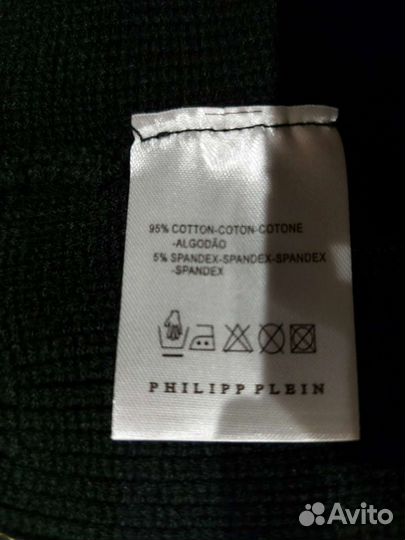 95% COTTON-COTON-COTONE
-ALGODÃO
5% SPANDEX-SPANDEX-SPANDEX
-SPANDEX
PHILIPP PLEIN
Avito